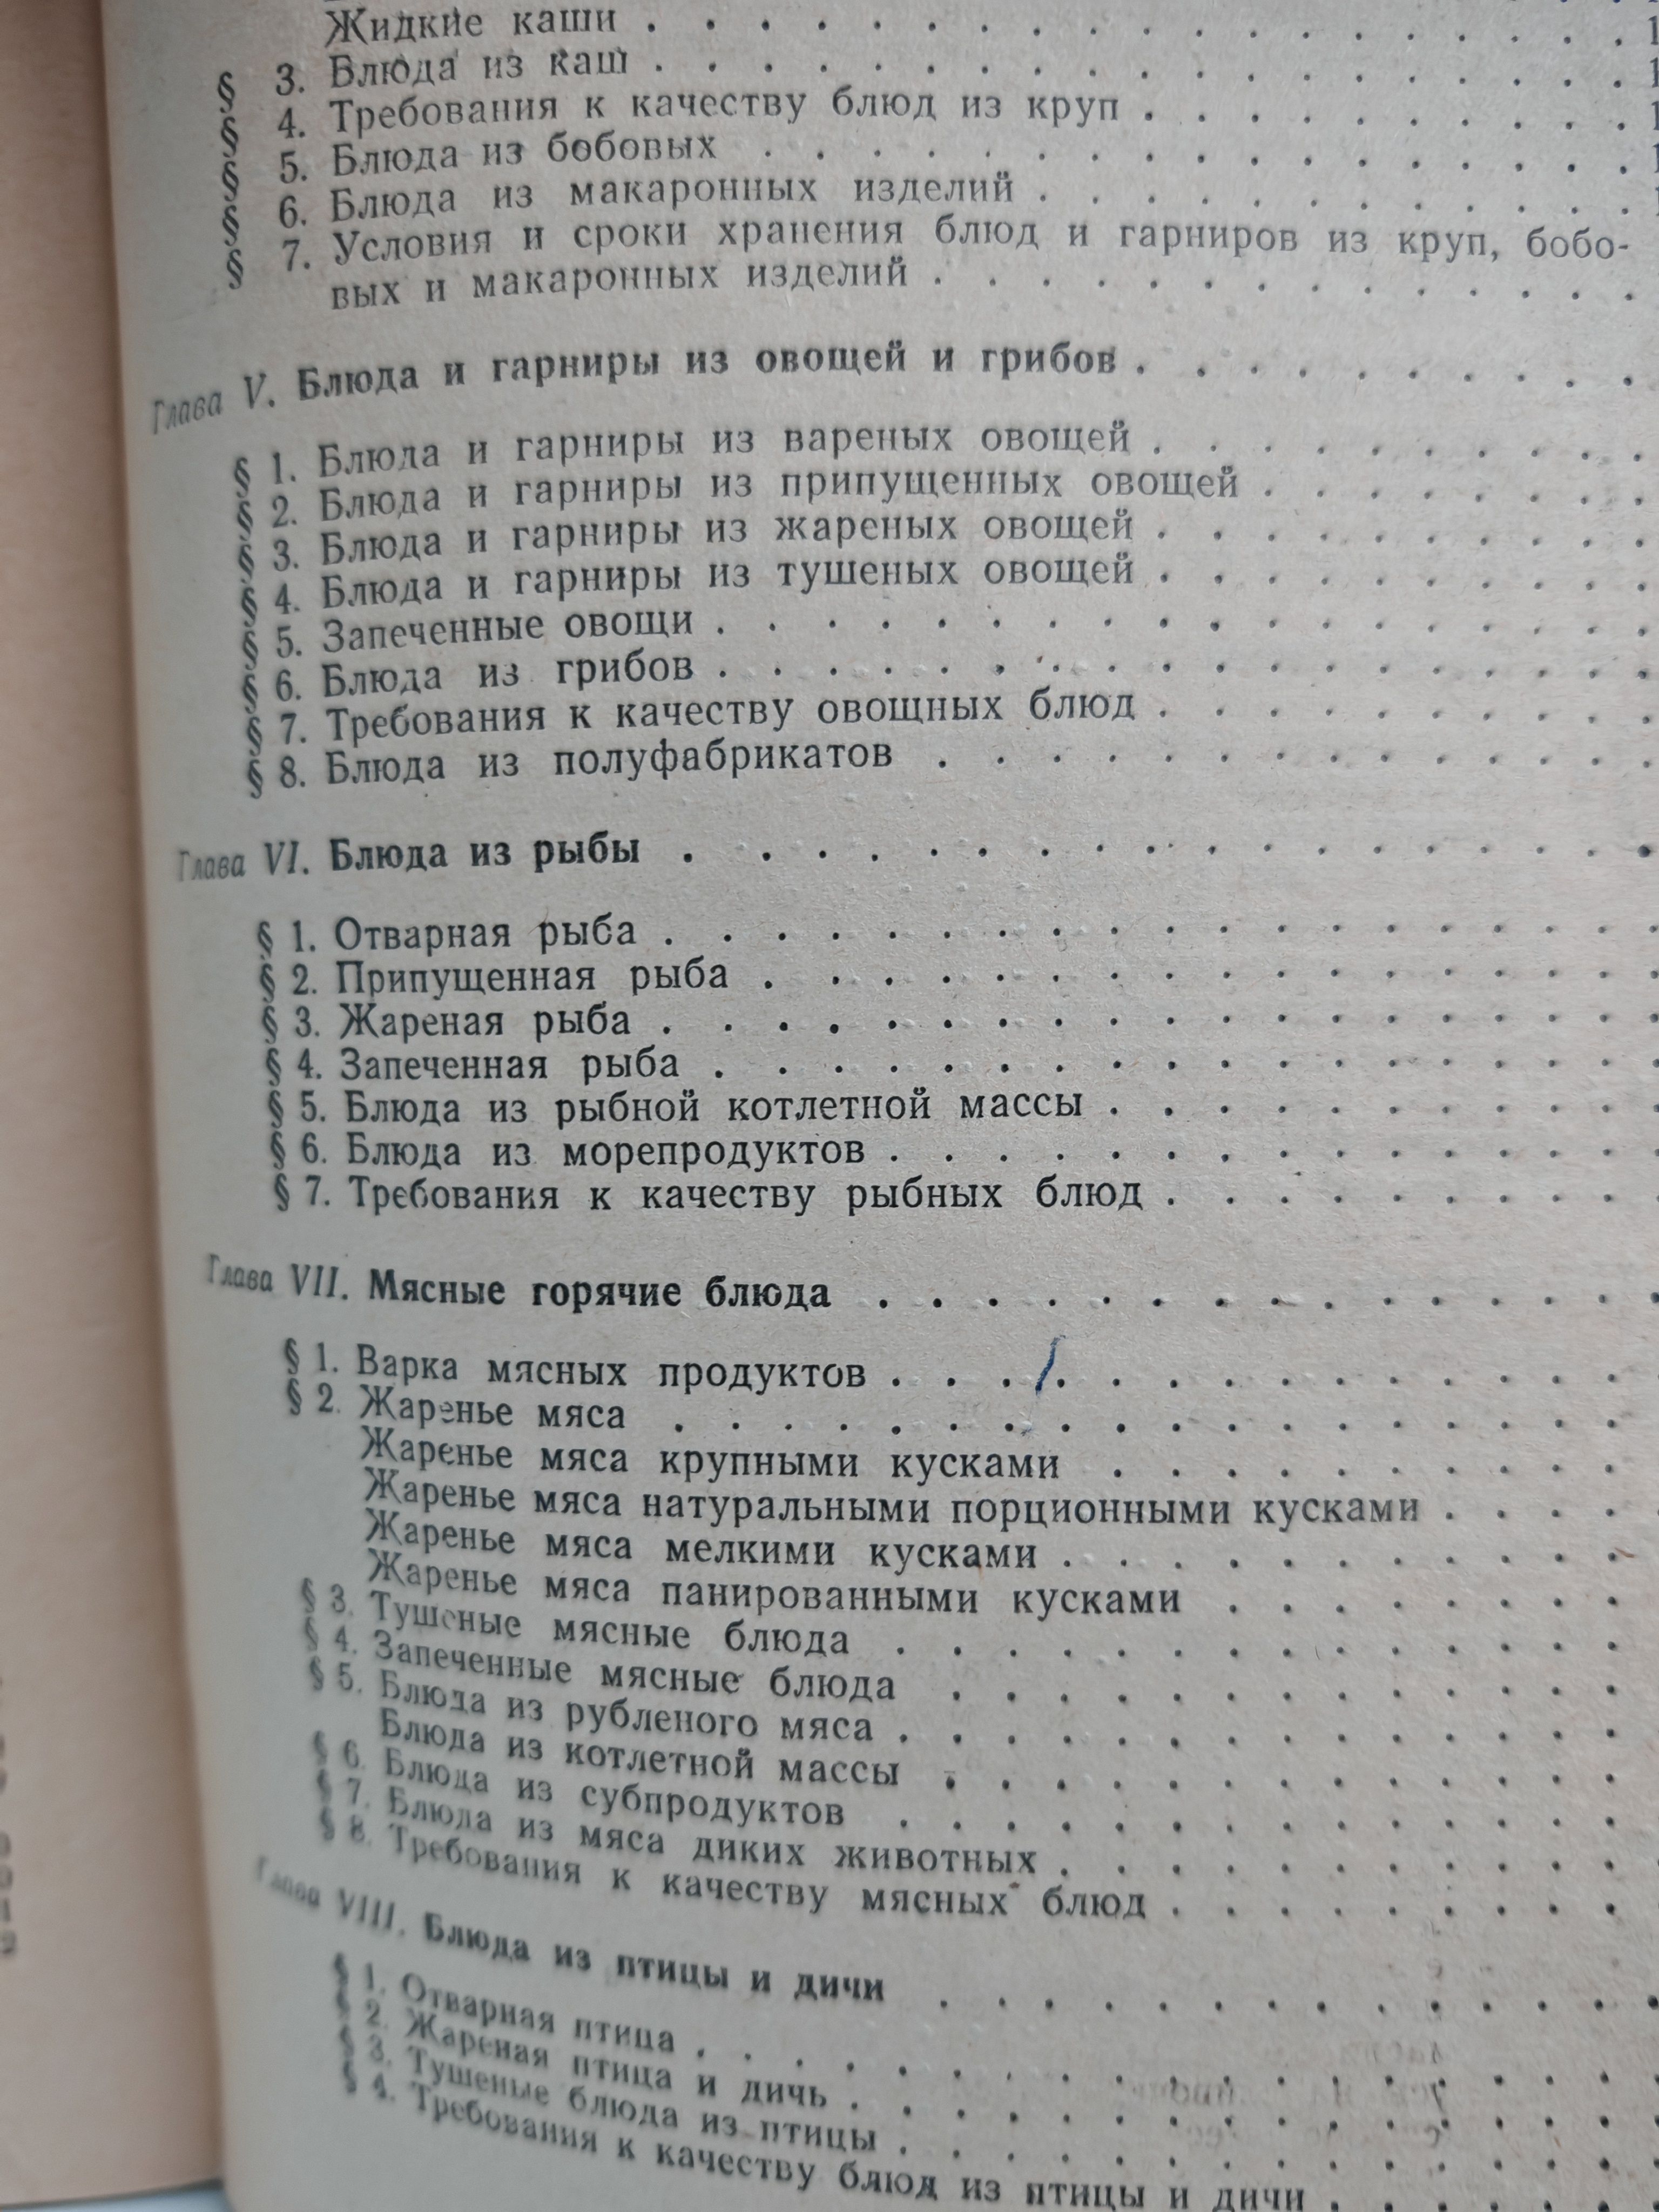 Жидкие каши . . . . . . . . . . . . . . . . . . 1
§ 3. Блюда из каш . . . . . . . . . . . . . . . . . . 1
§ 4. Требования к качеству блюд из круп . . . . . . . . . 1
§ 5. Блюда из бобовых . . . . . . . . . . . . . . . . 1
§ 6. Блюда из макаронных изделий . . . . . . . . . . . 1
§ 7. Условия и сроки хранения блюд и гарниров из круп, бобо-
вых и макаронных изделий . . . . . . . . . . . . . .
Глава V. Блюда и гарниры из овощей и грибов . . . . . . . . . .
§ 1. Блюда и гарниры из вареных овощей . . . . . . . . . .
§ 2. Блюда и гарниры из припущенных овощей . . . . . . . .
§ 3. Блюда и гарниры из жареных овощей . . . . . . . . . .
§ 4. Блюда и гарниры из тушеных овощей . . . . . . . . . .
§ 5. Запеченные овощи . . . . . . . . . . . . . . . . . .
§ 6. Блюда из грибов . . . . . . . . . . . . . . . . . .
§ 7. Требования к качеству овощных блюд . . . . . . . . . .
§ 8. Блюда из полуфабрикатов . . . . . . . . . . . . . .
Глава VI. Блюда из рыбы . . . . . . . . . . . . . . . . . .
§ 1. Отварная рыба . . . . . . . . . . . . . . . . . . .
§ 2. Припущенная рыба . . . . . . . . . . . . . . . . .
§ 3. Жареная рыба . . . . . . . . . . . . . . . . . . .
§ 4. Запеченная рыба . . . . . . . . . . . . . . . . . .
§ 5. Блюда из рыбной котлетной массы . . . . . . . . . . .
§ 6. Блюда из морепродуктов . . . . . . . . . . . . . . .
§ 7. Требования к качеству рыбных блюд . . . . . . . . . .
Глава VII. Мясные горячие блюда . . . . . . . . . . . . . . .
§ 1. Варка мясных продуктов . . . . . . . . . . . . . .
§ 2. Жаренье мяса . . . . . . . . . . . . . . . . . .
Жаренье мяса крупными кусками . . . . . . . . . .
Жаренье мяса натуральными порционными кусками . . . .
Жаренье мяса мелкими кусками . . . . . . . . . . .
Жаренье мяса панированными кусками . . . . . . . .
§ 3. Тушеные мясные блюда . . . . . . . . . . . . . .
§ 4. Запеченные мясные блюда . . . . . . . . . . . . .
§ 5. Блюда из рубленого мяса . . . . . . . . . . . . . .
Блюда из котлетной массы . . . . . . . . . . . . .
§ 6. Блюда из субпродуктов . . . . . . . . . . . . . .
§ 7. Блюда из мяса диких животных . . . . . . . . . . .
§ 8. Требования к качеству мясных блюд . . . . . . . . .
Глава VIII. Блюда из птицы и дичи . . . . . . . . . . . . . .
§ 1. Отварная птица . . . . . . . . . . . . . . . . . .
§ 2. Жареная птица и дичь . . . . . . . . . . . . . . .
§ 3. Тушеные блюда из птицы . . . . . . . . . . . . . .
§ 4. Требования к качеству блюд из птицы и дичи . . . . . .